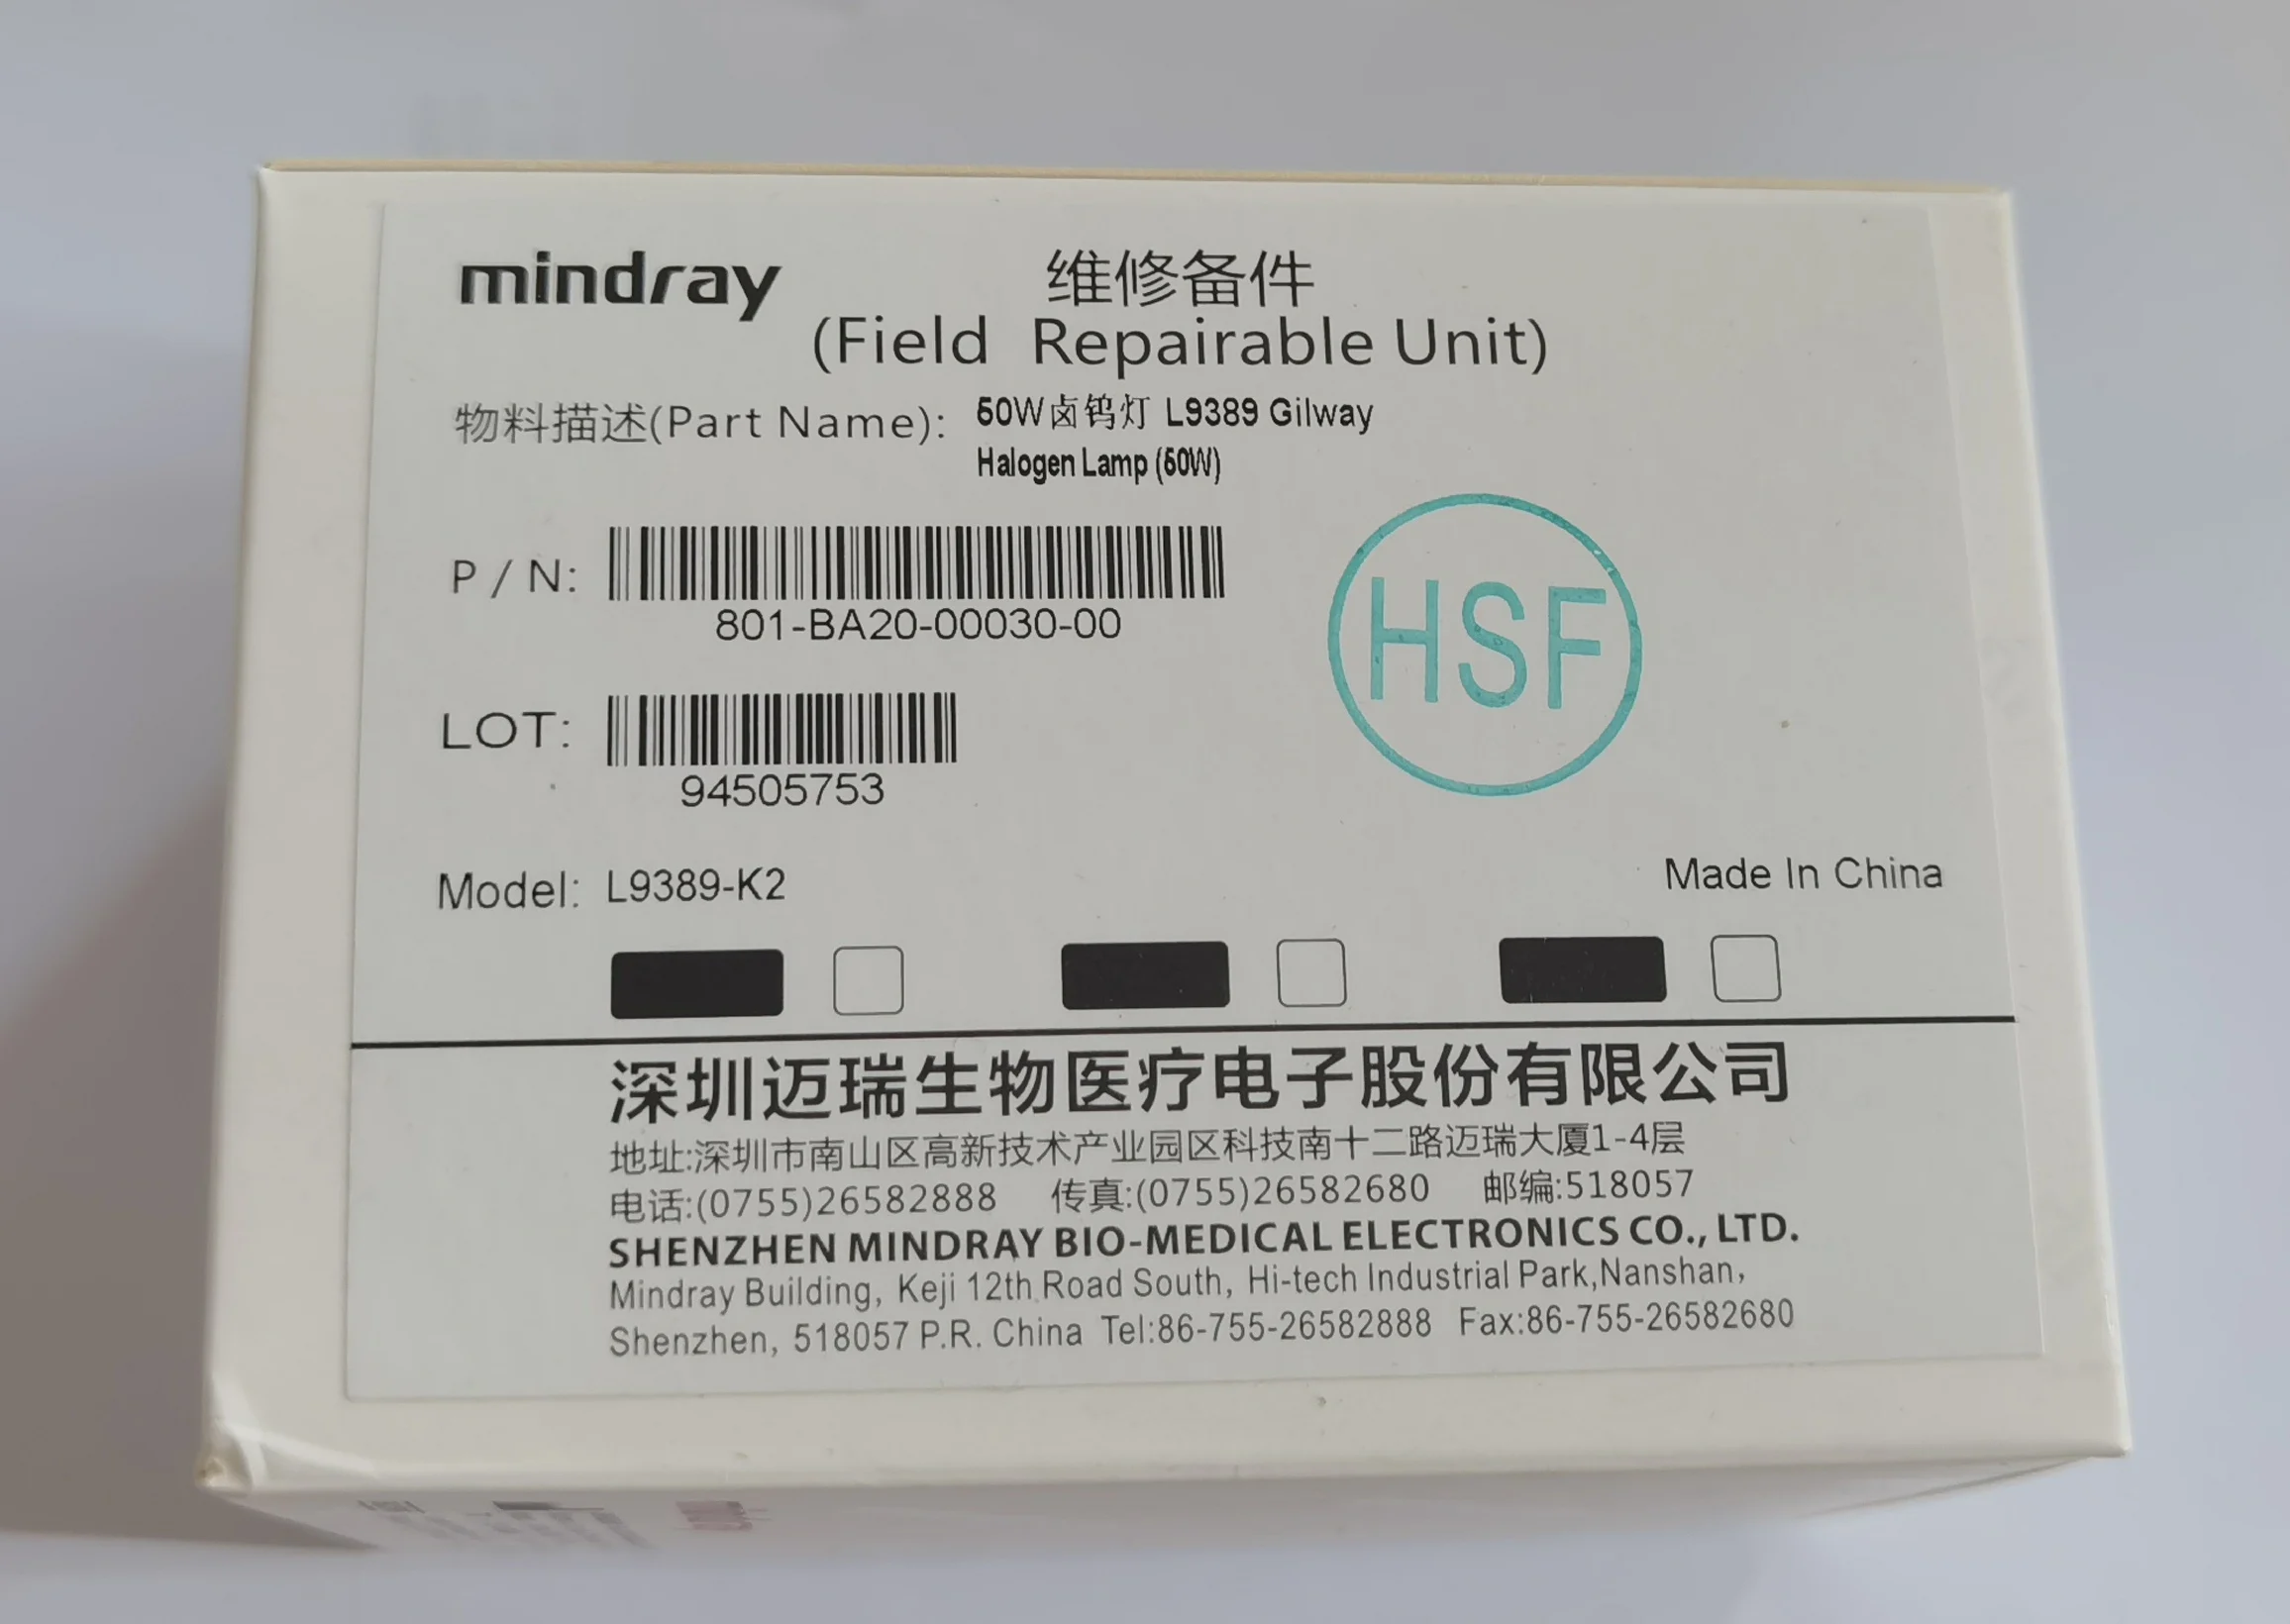 mindray
维修备件
(Field Repairable Unit)
物料描述(Part Name): 50W卤钨灯 L9389 Gilway
Halogen Lamp (50W)
P / N:
801-BA20-00030-00
HSF
LOT:
94505753
Model: L9389-K2
Made In China
深圳迈瑞生物医疗电子股份有限公司
地址:深圳市南山区高新技术产业园区科技南十二路迈瑞大厦1-4层
电话:(0755)26582888 传真:(0755)26582680 邮编:518057
SHENZHEN MINDRAY BIO-MEDICAL ELECTRONICS CO., LTD.
Mindray Building, Keji 12th Road South, Hi-tech Industrial Park,Nanshan,
Shenzhen, 518057 P.R. China Tel:86-755-26582888 Fax:86-755-26582680